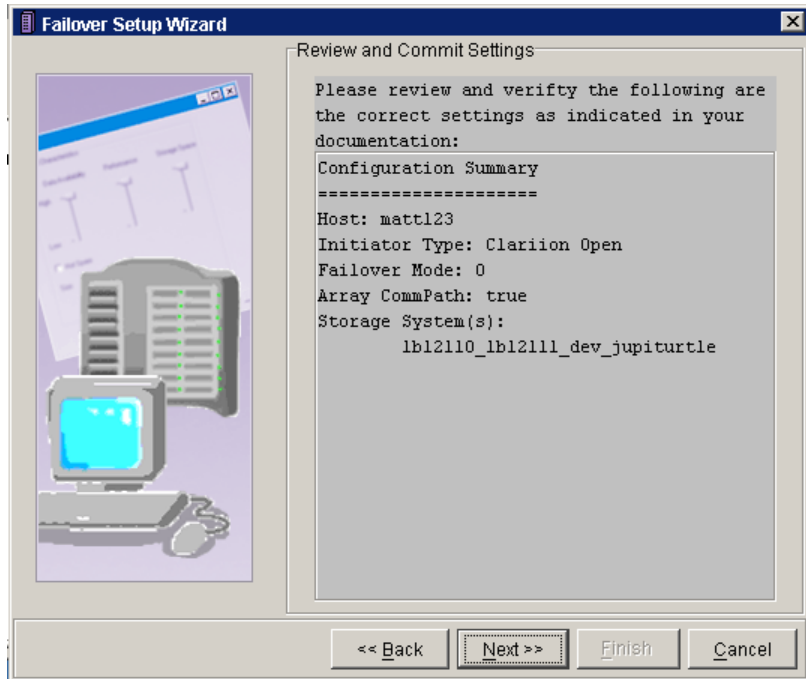 Failover Setup Wizard
Review and Commit Settings
Please review and verifty the following are
the correct settings as indicated in your
documentation:
Configuration Summary
=====================
Host: matt123
Initiator Type: Clariion Open
Failover Mode: 0
Array CommPath: true
Storage System(s):
lb12110_lb12111_dev_jupiturtle
<< Back
Next >>
Finish
Cancel